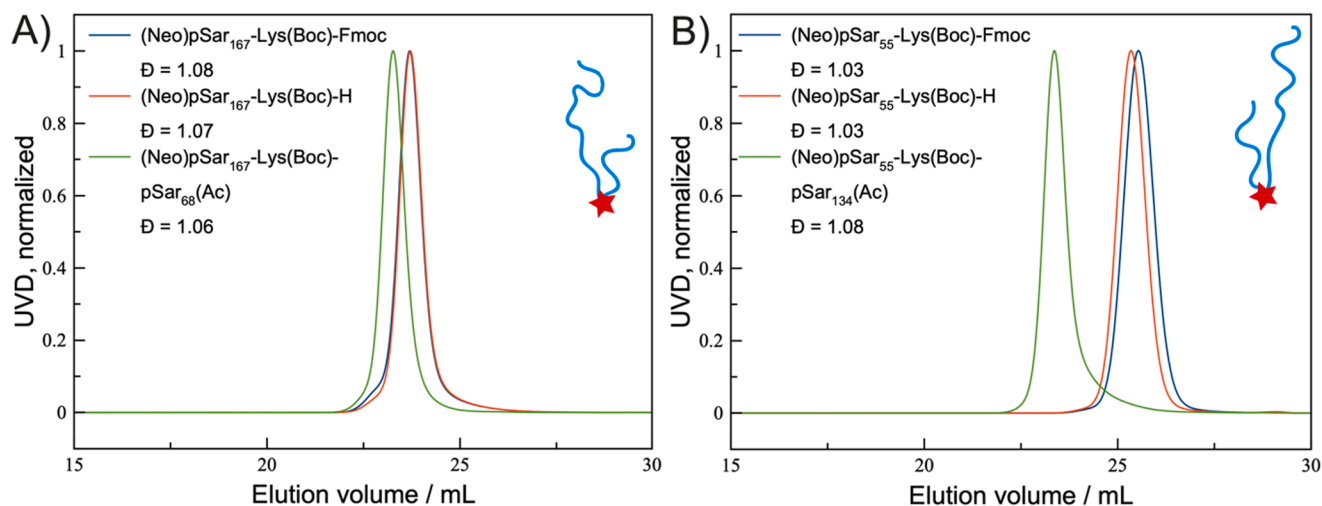 A)
(Neo)pSar167-Lys(Boc)-Fmoc
Đ = 1.08
(Neo)pSar167-Lys(Boc)-H
Đ = 1.07
(Neo)pSar167-Lys(Boc)-
pSar68(Ac)
Đ = 1.06
UVD, normalized
1
0.8
0.6
0.4
0.2
0
15 20 25 30
Elution volume / mL
B)
(Neo)pSar55-Lys(Boc)-Fmoc
Đ = 1.03
(Neo)pSar55-Lys(Boc)-H
Đ = 1.03
(Neo)pSar55-Lys(Boc)-
pSar134(Ac)
Đ = 1.08
UVD, normalized
1
0.8
0.6
0.4
0.2
0
15 20 25 30
Elution volume / mL